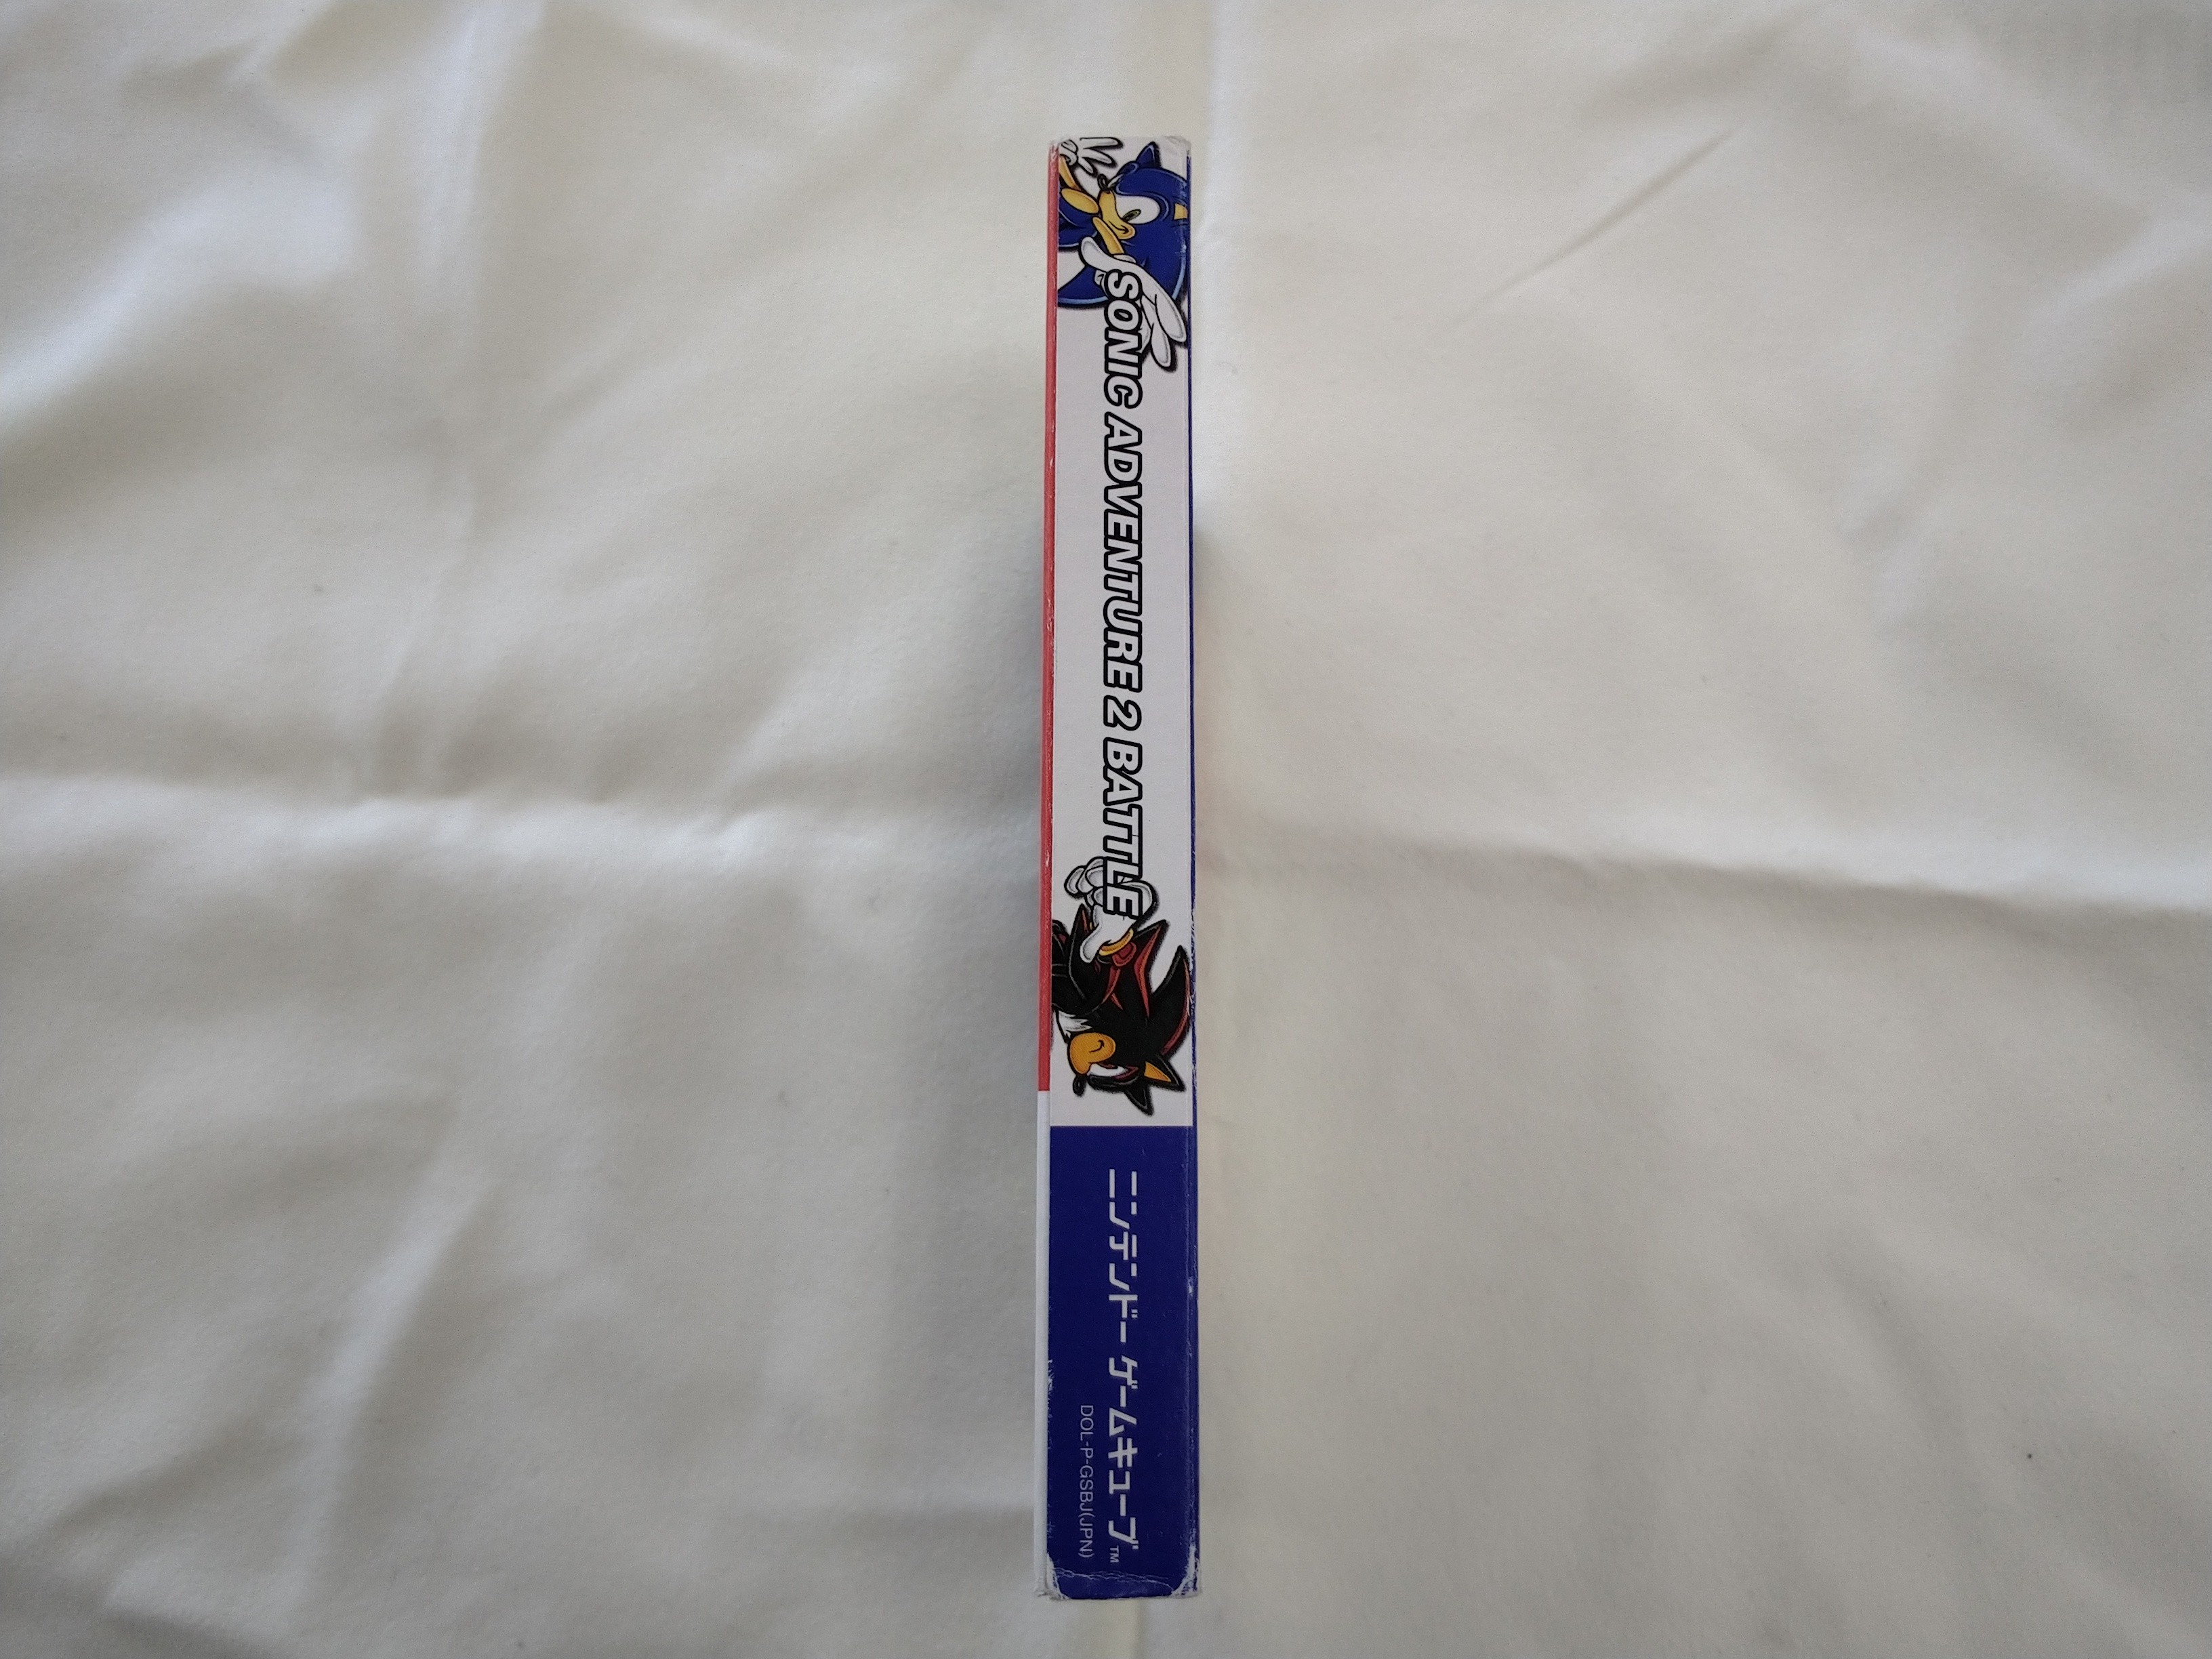 SONIC ADVENTURE 2 BATTLE
ニンテンドー ゲームキューブ™
DOL-P-GSBJ(JPN)